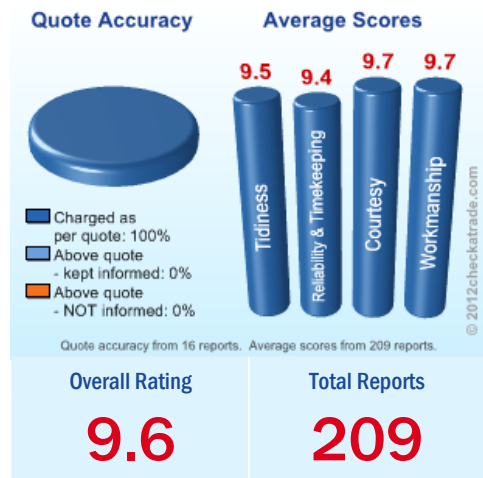 Quote Accuracy
Charged as
per quote: 100%
Above quote
- kept informed: 0%
Above quote
- NOT informed: 0%
Average Scores
9.5
9.4
9.7
9.7
Tidiness
Reliability & Timekeeping
Courtesy
Workmanship
© 2012checkatrade.com
Quote accuracy from 16 reports. Average scores from 209 reports.
Overall Rating
9.6
Total Reports
209